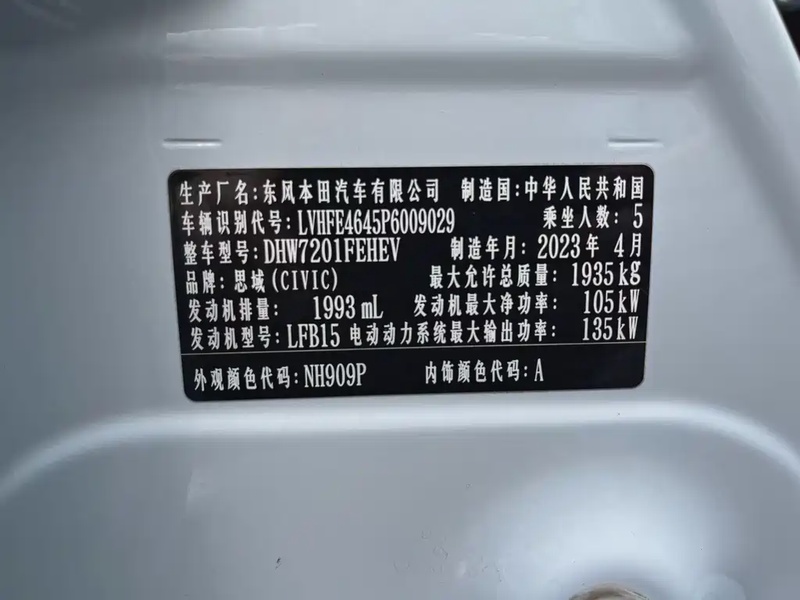 生产厂名:东风本田汽车有限公司 制造国:中华人民共和国
车辆识别代号:LVHFE4645P6009029 乘坐人数:5
整车型号:DHW7201FEHEV 制造年月:2023年 4月
品牌:思域(CIVIC) 最大允许总质量:1935kg
发动机排量: 1993 mL 发动机最大净功率: 105kW
发动机型号:LFB15 电动动力系统最大输出功率: 135kW
外观颜色代码:NH909P 内饰颜色代码:A